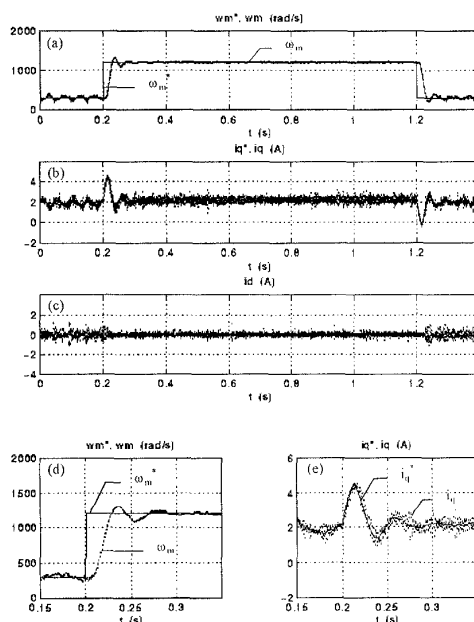 wm*, wm (rad/s)
2000
(a)
ωm
1000
ωm*
0
0 0.2 0.4 0.6 0.8 1 1.2
t (s)
iq*, iq (A)
(b)
4
2
0
-2
0 0.2 0.4 0.6 0.8 1 1.2
t (s)
id (A)
(c)
2
0
-2
-4
0 0.2 0.4 0.6 0.8 1 1.2
t (s)
wm*, wm (rad/s)
2000
(d)
ωm*
1500
1000
ωm
500
0
0.15 0.2 0.25 0.3
t (s)
iq*, iq (A)
6
(e)
iq*
4
iq
2
0
-2
0.15 0.2 0.25 0.3
t (s)